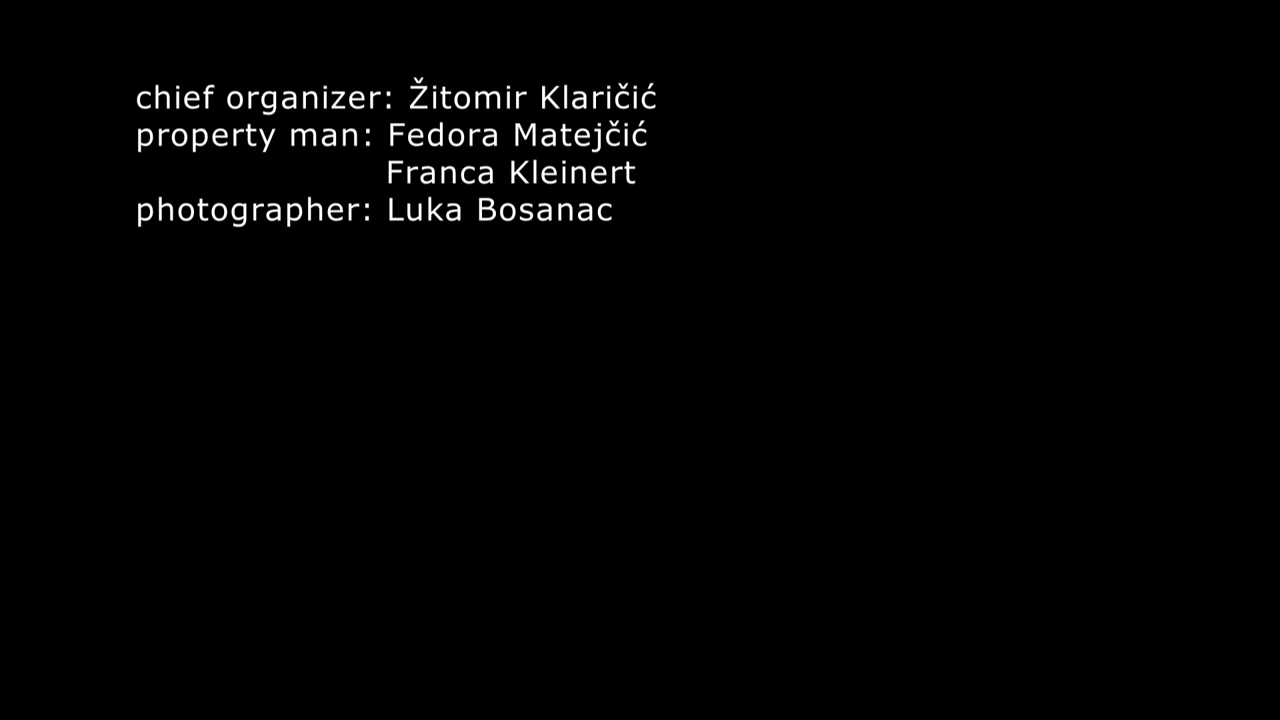 chief organizer: Žitomir Klaričić
property man: Fedora Matejčić
Franca Kleinert
photographer: Luka Bosanac